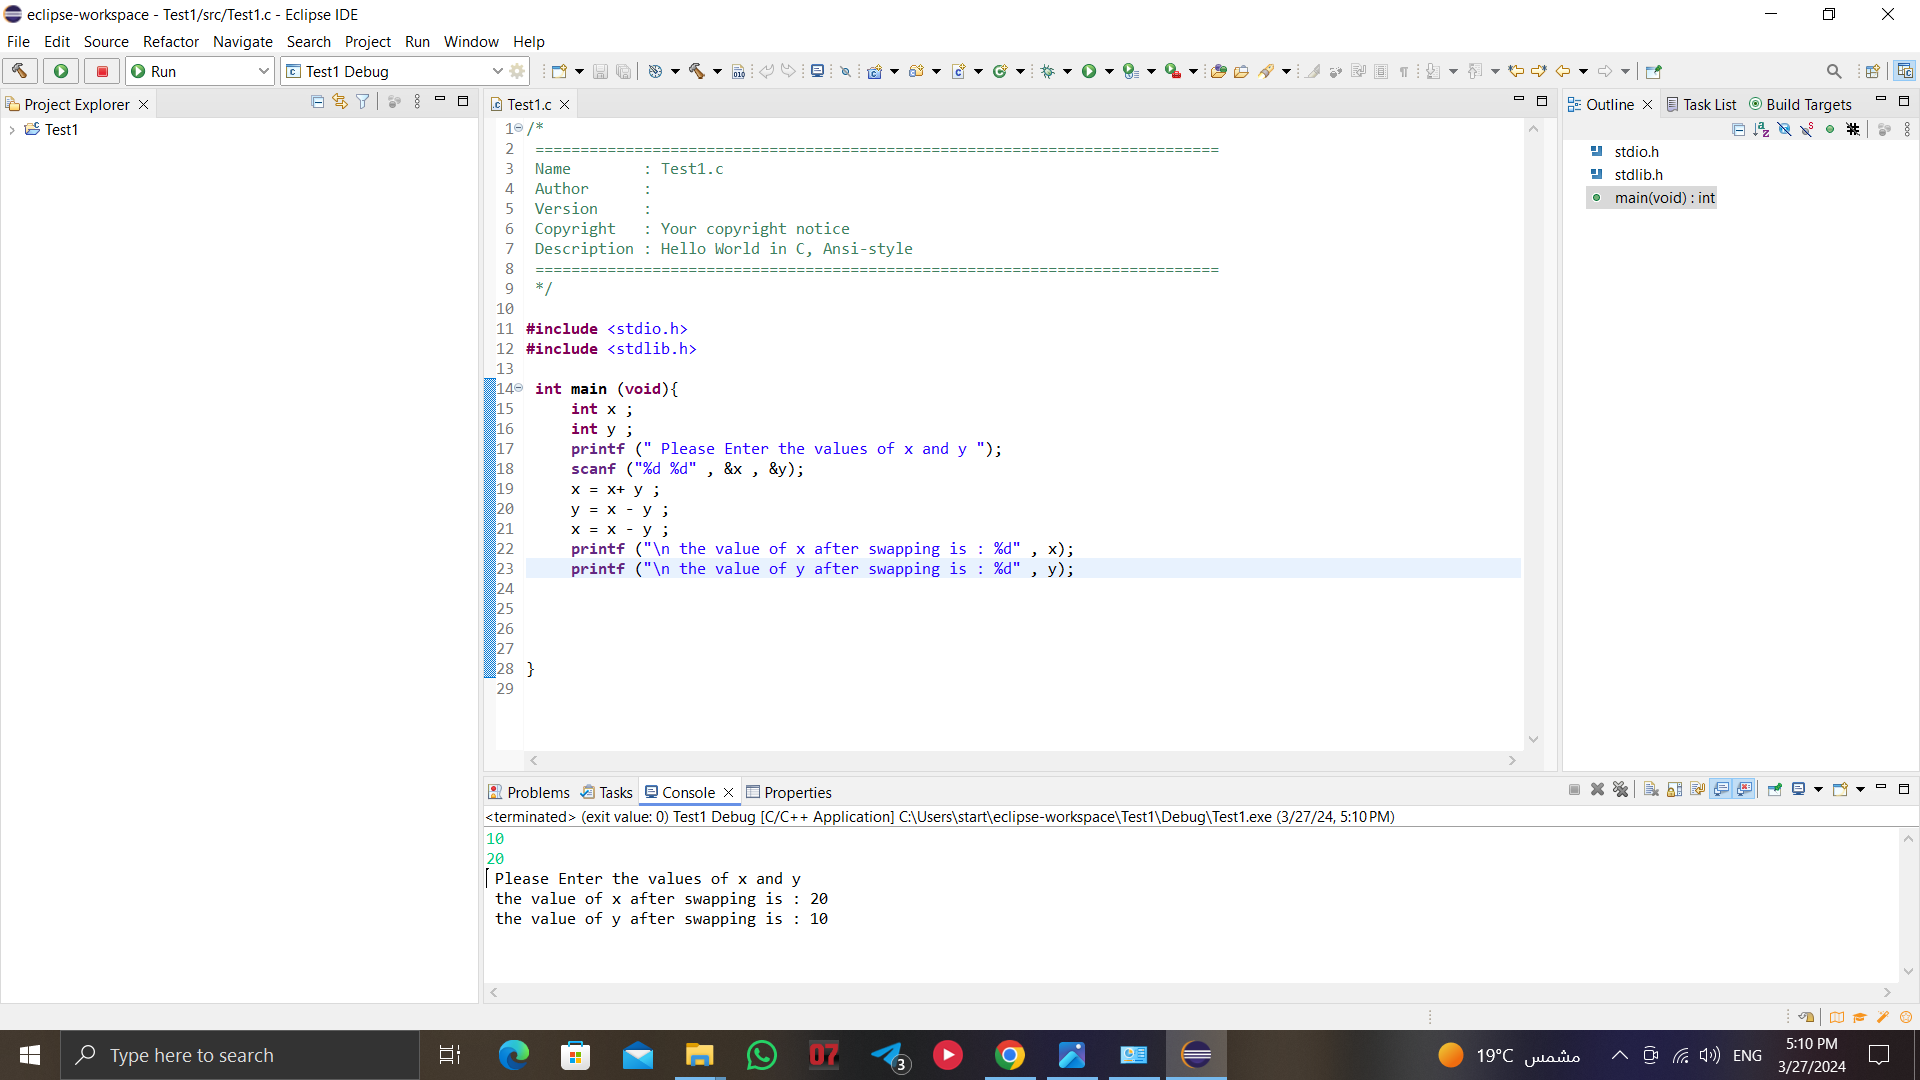 eclipse-workspace - Test1/src/Test1.c - Eclipse IDE
File Edit Source Refactor Navigate Search Project Run Window Help
Run Test1 Debug
Project Explorer
Test1
Test1.c
1 /*
2 ============================================================================
3 Name        : Test1.c
4 Author      :
5 Version     :
6 Copyright   : Your copyright notice
7 Description : Hello World in C, Ansi-style
8 ============================================================================
9 */
10
11 #include <stdio.h>
12 #include <stdlib.h>
13
14 int main (void){
15 int x ;
16 int y ;
17 printf (" Please Enter the values of x and y ");
18 scanf ("%d %d" , &x , &y);
19 x = x+ y ;
20 y = x - y ;
21 x = x - y ;
22 printf ("\n the value of x after swapping is : %d" , x);
23 printf ("\n the value of y after swapping is : %d" , y);
24
25
26
27
28 }
29
Outline Task List Build Targets
stdio.h
stdlib.h
main(void) : int
Problems Tasks Console Properties
<terminated> (exit value: 0) Test1 Debug [C/C++ Application] C:\Users\start\eclipse-workspace\Test1\Debug\Test1.exe (3/27/24, 5:10 PM)
10
20
Please Enter the values of x and y
the value of x after swapping is : 20
the value of y after swapping is : 10
Type here to search
07
3
19°C مشمس
ENG
5:10 PM
3/27/2024